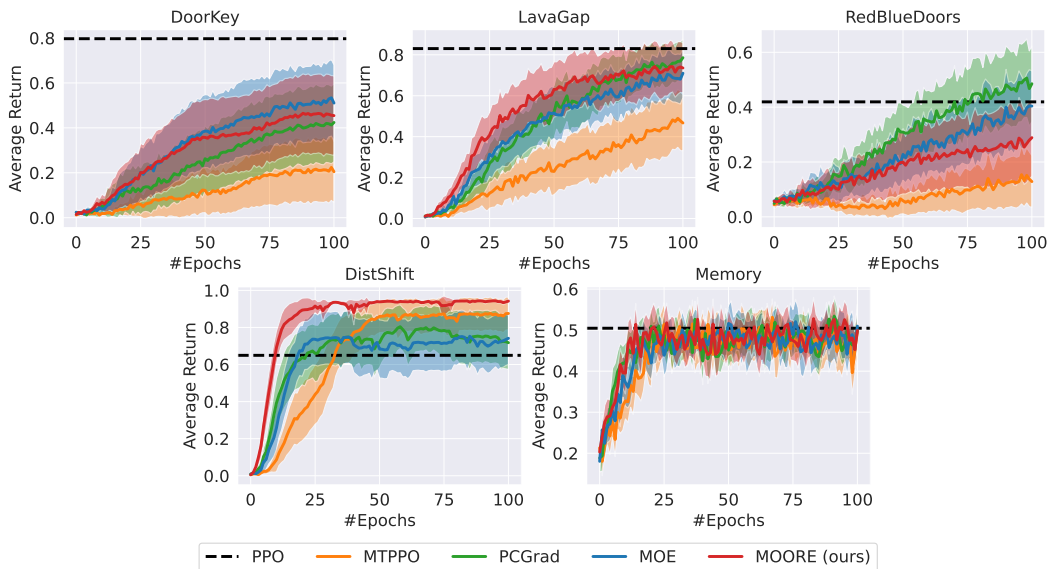 DoorKey
LavaGap
RedBlueDoors
Average Return
0.8
0.6
0.4
0.2
0.0
0 25 50 75 100
#Epochs
Average Return
0.8
0.6
0.4
0.2
0.0
0 25 50 75 100
#Epochs
Average Return
0.6
0.4
0.2
0.0
0 25 50 75 100
#Epochs
DistShift
Memory
Average Return
1.0
0.8
0.6
0.4
0.2
0.0
0 25 50 75 100
#Epochs
Average Return
0.6
0.5
0.4
0.3
0.2
0 25 50 75 100
#Epochs
PPO MTPPO PCGrad MOE MOORE (ours)